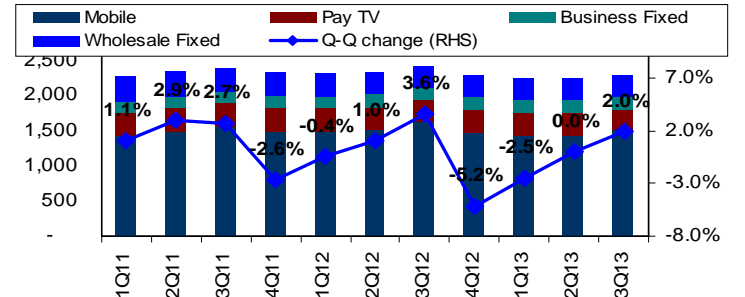 Mobile Pay TV Business Fixed
Wholesale Fixed Q-Q change (RHS)
2,500
2,000
1,500
1,000
500
-
7.0%
2.0%
-3.0%
-8.0%
1.1%
2.9%
2.7%
-2.6%
-0.4%
1.0%
3.6%
-5.2%
-2.5%
0.0%
2.0%
1Q11
2Q11
3Q11
4Q11
1Q12
2Q12
3Q12
4Q12
1Q13
2Q13
3Q13